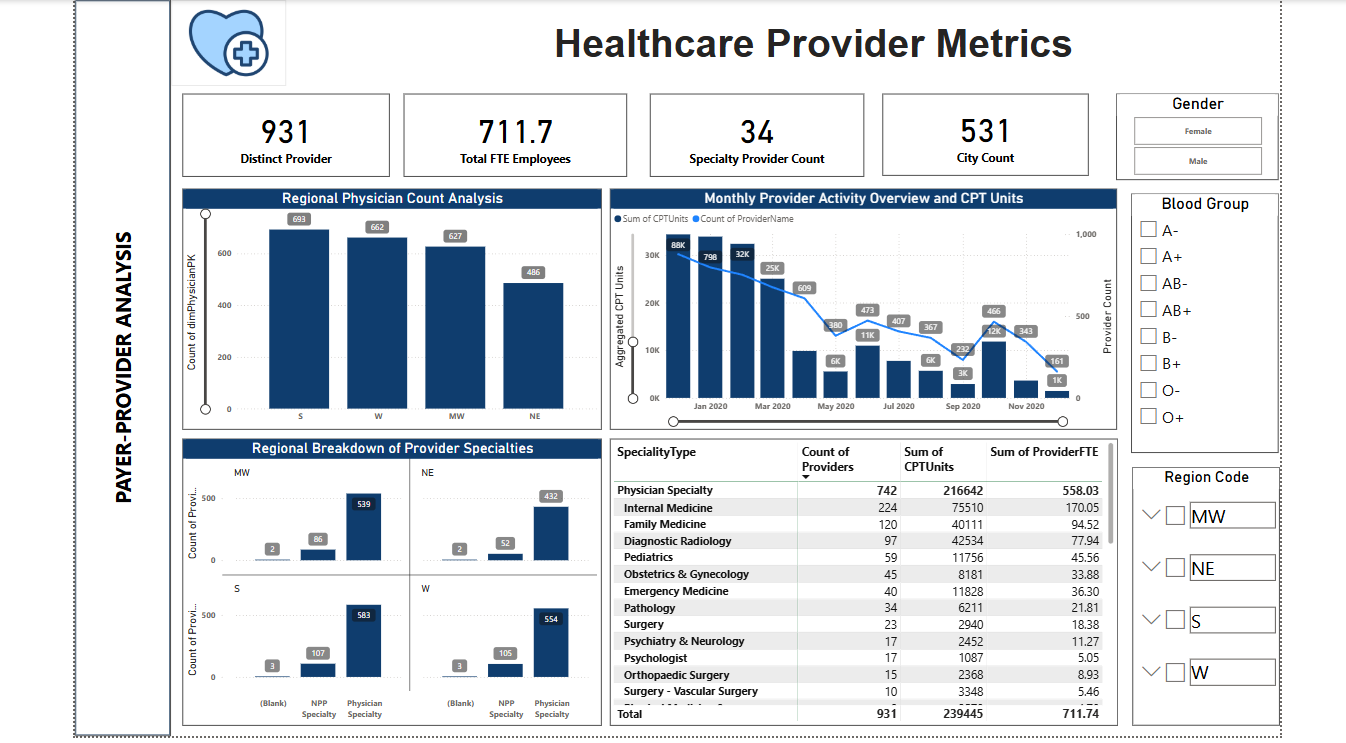 Healthcare Provider Metrics
PAYER-PROVIDER ANALYSIS
931
Distinct Provider
711.7
Total FTE Employees
34
Specialty Provider Count
531
City Count
Gender
Female
Male
Regional Physician Count Analysis
Count of dimPhysicianPK
600
400
200
0
693
662
627
486
S W MW NE
Monthly Provider Activity Overview and CPT Units
Sum of CPTUnits Count of ProviderName
Aggregated CPT Units
30K
20K
10K
0K
88K
798
32K
25K
609
380
6K
473
11K
407
367
6K
232
3K
466
12K
343
161
1K
Jan 2020 Mar 2020 May 2020 Jul 2020 Sep 2020 Nov 2020
1,000
500
0
Provider Count
Blood Group
A-
A+
AB-
AB+
B-
B+
O-
O+
Regional Breakdown of Provider Specialties
MW
Count of Provi...
500
0
2
86
539
NE
2
52
432
S
Count of Provi...
500
0
3
107
583
W
3
105
554
(Blank) NPP Specialty Physician Specialty
(Blank) NPP Specialty Physician Specialty
SpecialityType Count of Providers Sum of CPTUnits Sum of ProviderFTE
Physician Specialty 742 216642 558.03
Internal Medicine 224 75510 170.05
Family Medicine 120 40111 94.52
Diagnostic Radiology 97 42534 77.94
Pediatrics 59 11756 45.56
Obstetrics & Gynecology 45 8181 33.88
Emergency Medicine 40 11828 36.30
Pathology 34 6211 21.81
Surgery 23 2940 18.38
Psychiatry & Neurology 17 2452 11.27
Psychologist 17 1087 5.05
Orthopaedic Surgery 15 2368 8.93
Surgery - Vascular Surgery 10 3348 5.46
Total 931 239445 711.74
Region Code
MW
NE
S
W